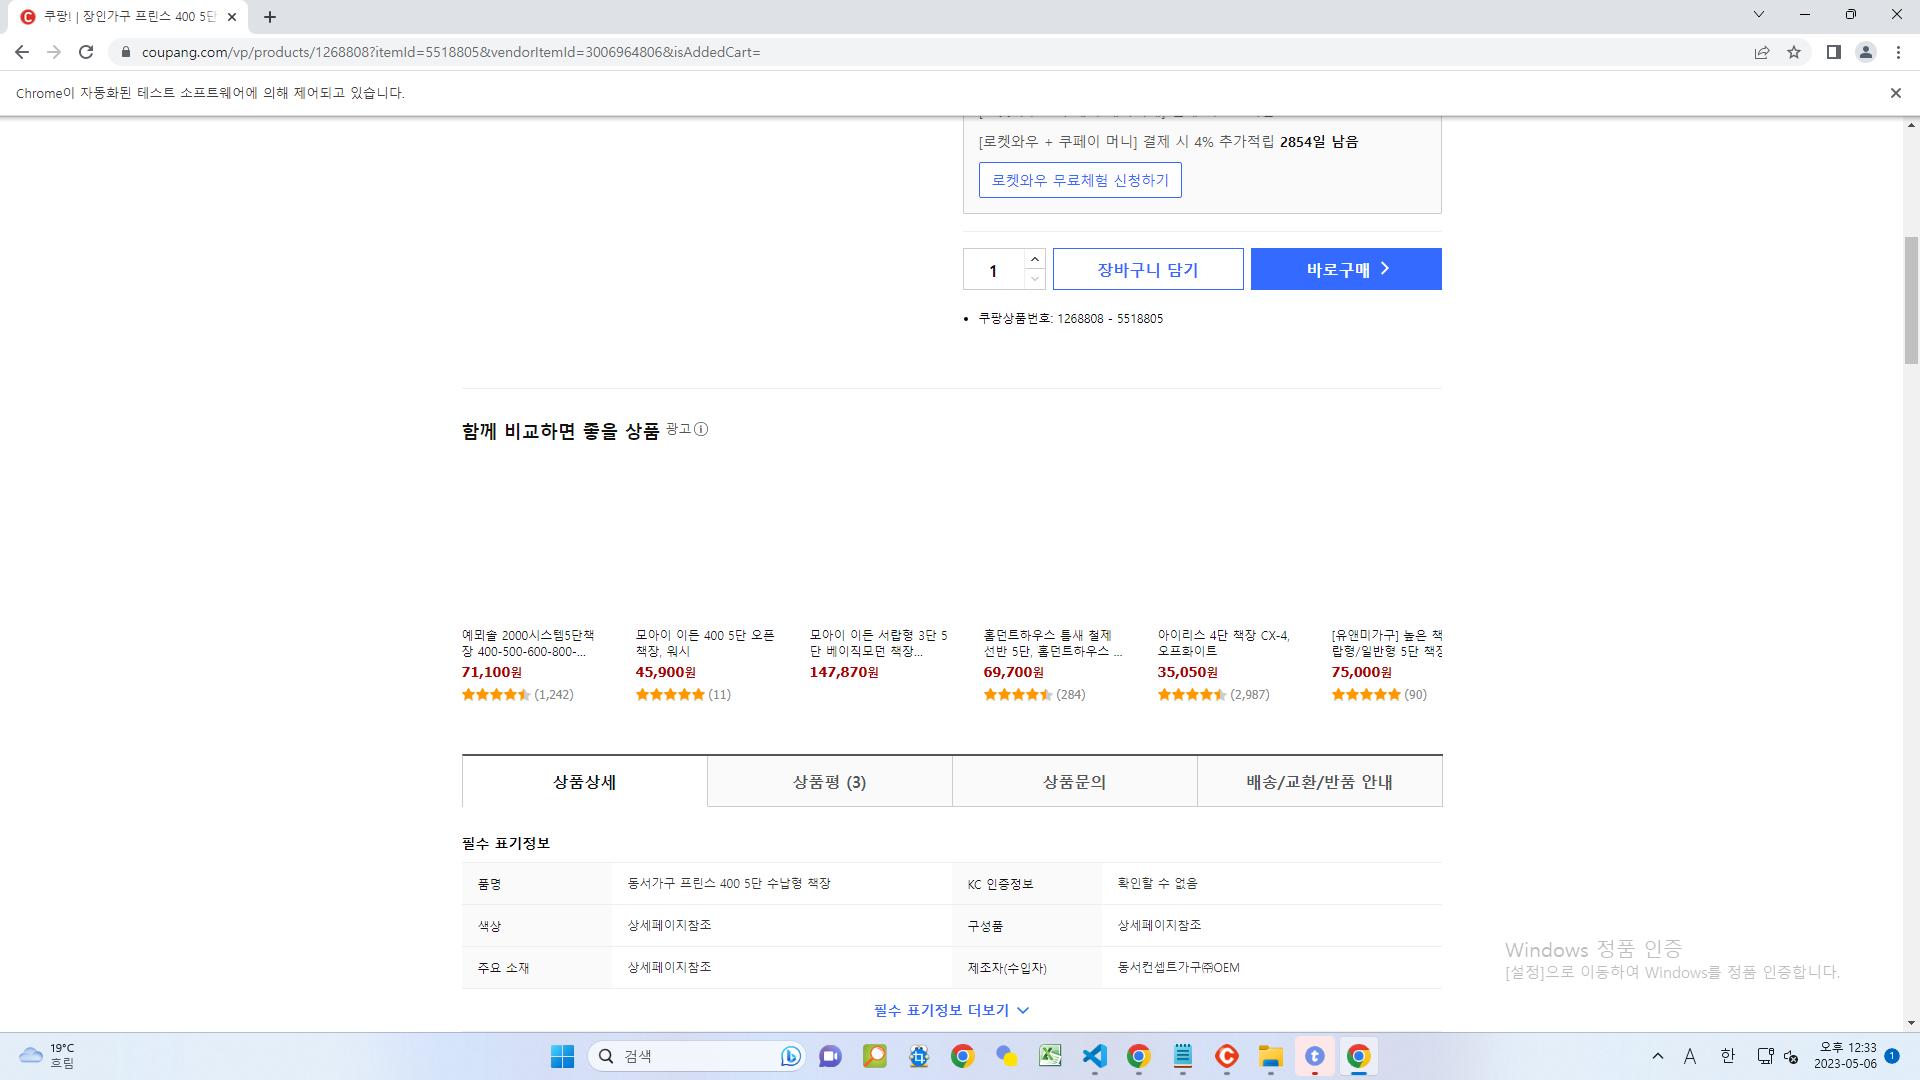 쿠팡! | 장인가구 프린스 400 5단
coupang.com/vp/products/1268808?itemId=5518805&vendorItemId=3006964806&isAddedCart=
Chrome이 자동화된 테스트 소프트웨어에 의해 제어되고 있습니다.
[로켓와우 + 쿠페이 머니] 결제 시 4% 추가적립 2854일 남음
로켓와우 무료체험 신청하기
1
장바구니 담기
바로구매
• 쿠팡상품번호: 1268808 - 5518805
함께 비교하면 좋을 상품 광고
예뫼솔 2000시스템5단책
장 400-500-600-800-...
71,100원
(1,242)
모아이 이든 400 5단 오픈
책장, 워시
45,900원
(11)
모아이 이든 서랍형 3단 5
단 베이직모던 책장...
147,870원
홈던트하우스 틈새 철제
선반 5단, 홈던트하우스 ...
69,700원
(284)
아이리스 4단 책장 CX-4,
오프화이트
35,050원
(2,987)
[유앤미가구] 높은 책
랍형/일반형 5단 책장
75,000원
(90)
상품상세
상품평 (3)
상품문의
배송/교환/반품 안내
필수 표기정보
품명 동서가구 프린스 400 5단 수납형 책장 KC 인증정보 확인할 수 없음
색상 상세페이지참조 구성품 상세페이지참조
주요 소재 상세페이지참조 제조자(수입자) 동서컨셉트가구㈜OEM
필수 표기정보 더보기
Windows 정품 인증
[설정]으로 이동하여 Windows를 정품 인증합니다.
19°C
흐림
검색
A
한
오후 12:33
2023-05-06
1